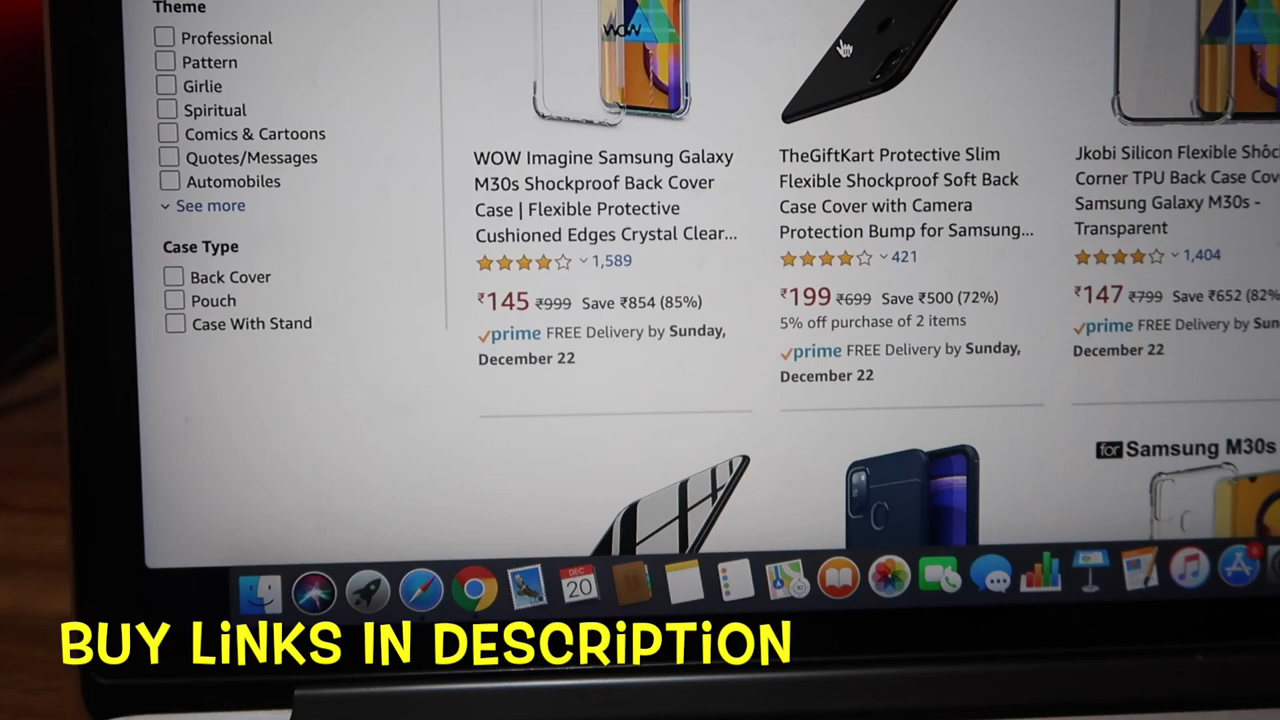 Theme
Professional
Pattern
Girlie
Spiritual
Comics & Cartoons
Quotes/Messages
Automobiles
See more
Case Type
Back Cover
Pouch
Case With Stand
WOW
WOW Imagine Samsung Galaxy
M30s Shockproof Back Cover
Case | Flexible Protective
Cushioned Edges Crystal Clear...
1,589
₹145 ₹999 Save ₹854 (85%)
prime FREE Delivery by Sunday,
December 22
TheGiftKart Protective Slim
Flexible Shockproof Soft Back
Case Cover with Camera
Protection Bump for Samsung...
421
₹199 ₹699 Save ₹500 (72%)
5% off purchase of 2 items
prime FREE Delivery by Sunday,
December 22
Jkobi Silicon Flexible Shoc
Corner TPU Back Case Cov
Samsung Galaxy M30s -
Transparent
1,404
₹147 ₹799 Save ₹652 (82%
prime FREE Delivery by Sun
December 22
for Samsung M30s
DEC
20
BUY LINKS IN DESCRIPTION